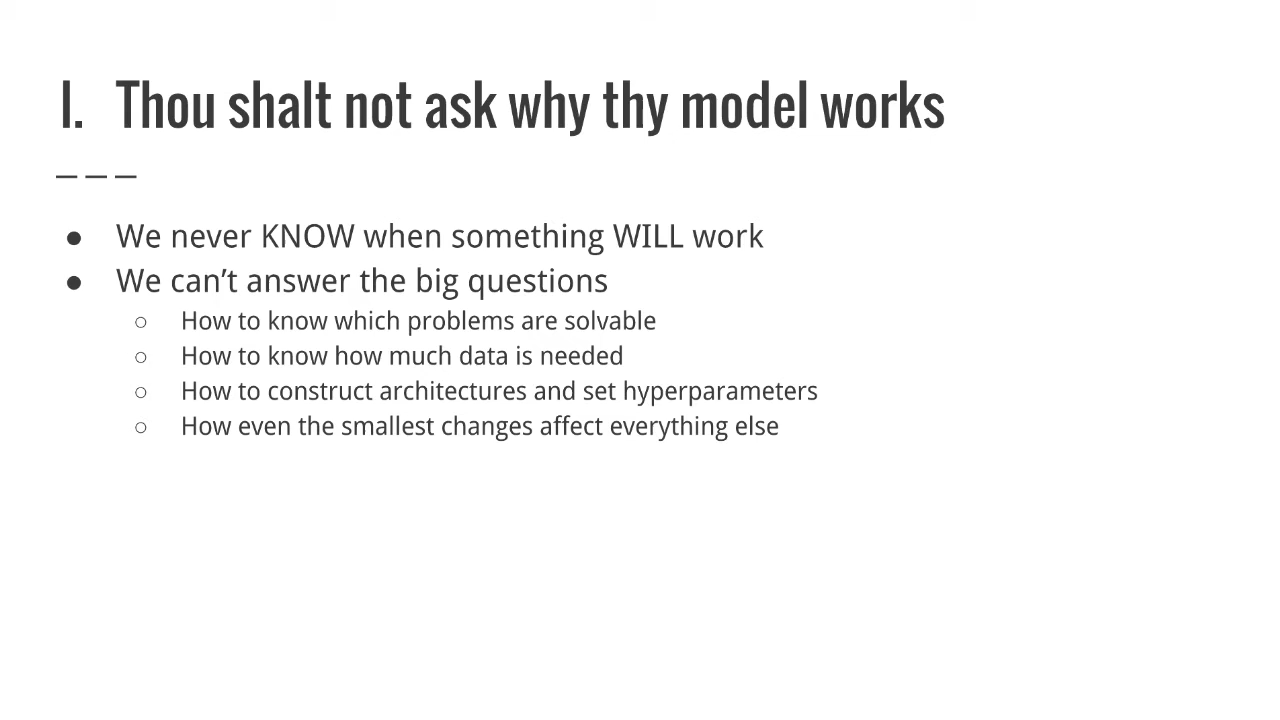 I. Thou shalt not ask why thy model works
● We never KNOW when something WILL work
● We can’t answer the big questions
○ How to know which problems are solvable
○ How to know how much data is needed
○ How to construct architectures and set hyperparameters
○ How even the smallest changes affect everything else